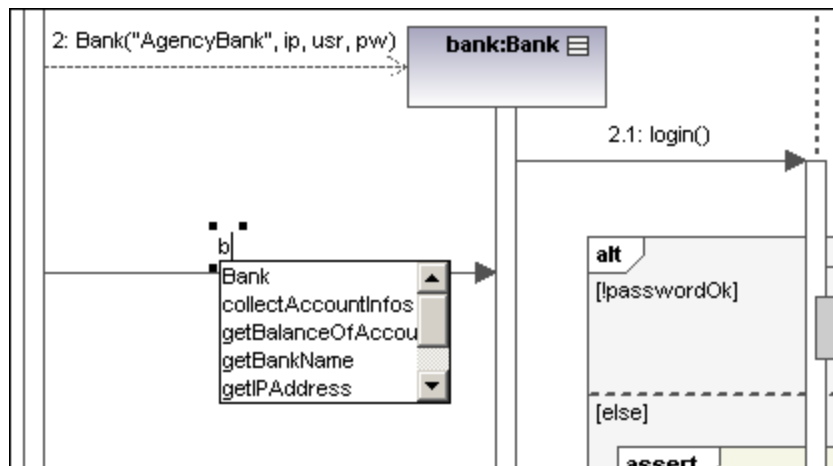 2: Bank("AgencyBank", ip, usr, pw)
bank:Bank
2.1: login()
b
Bank
collectAccountInfos
getBalanceOfAccou
getBankName
getIPAddress
alt
[!passwordOk]
[else]
assert